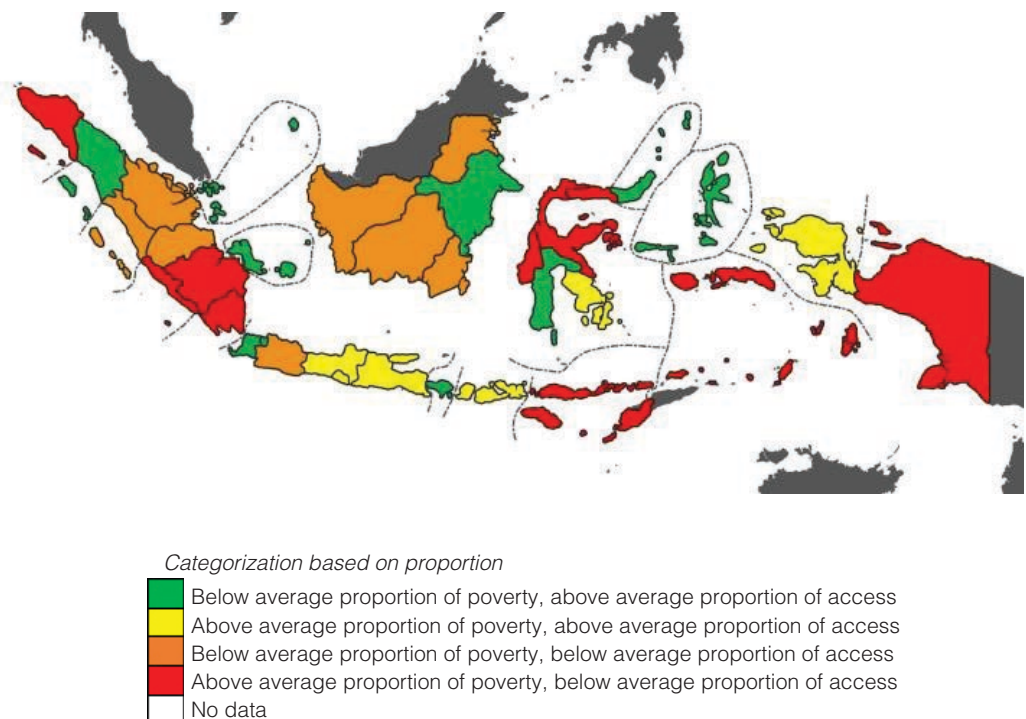 Categorization based on proportion
Below average proportion of poverty, above average proportion of access
Above average proportion of poverty, above average proportion of access
Below average proportion of poverty, below average proportion of access
Above average proportion of poverty, below average proportion of access
No data